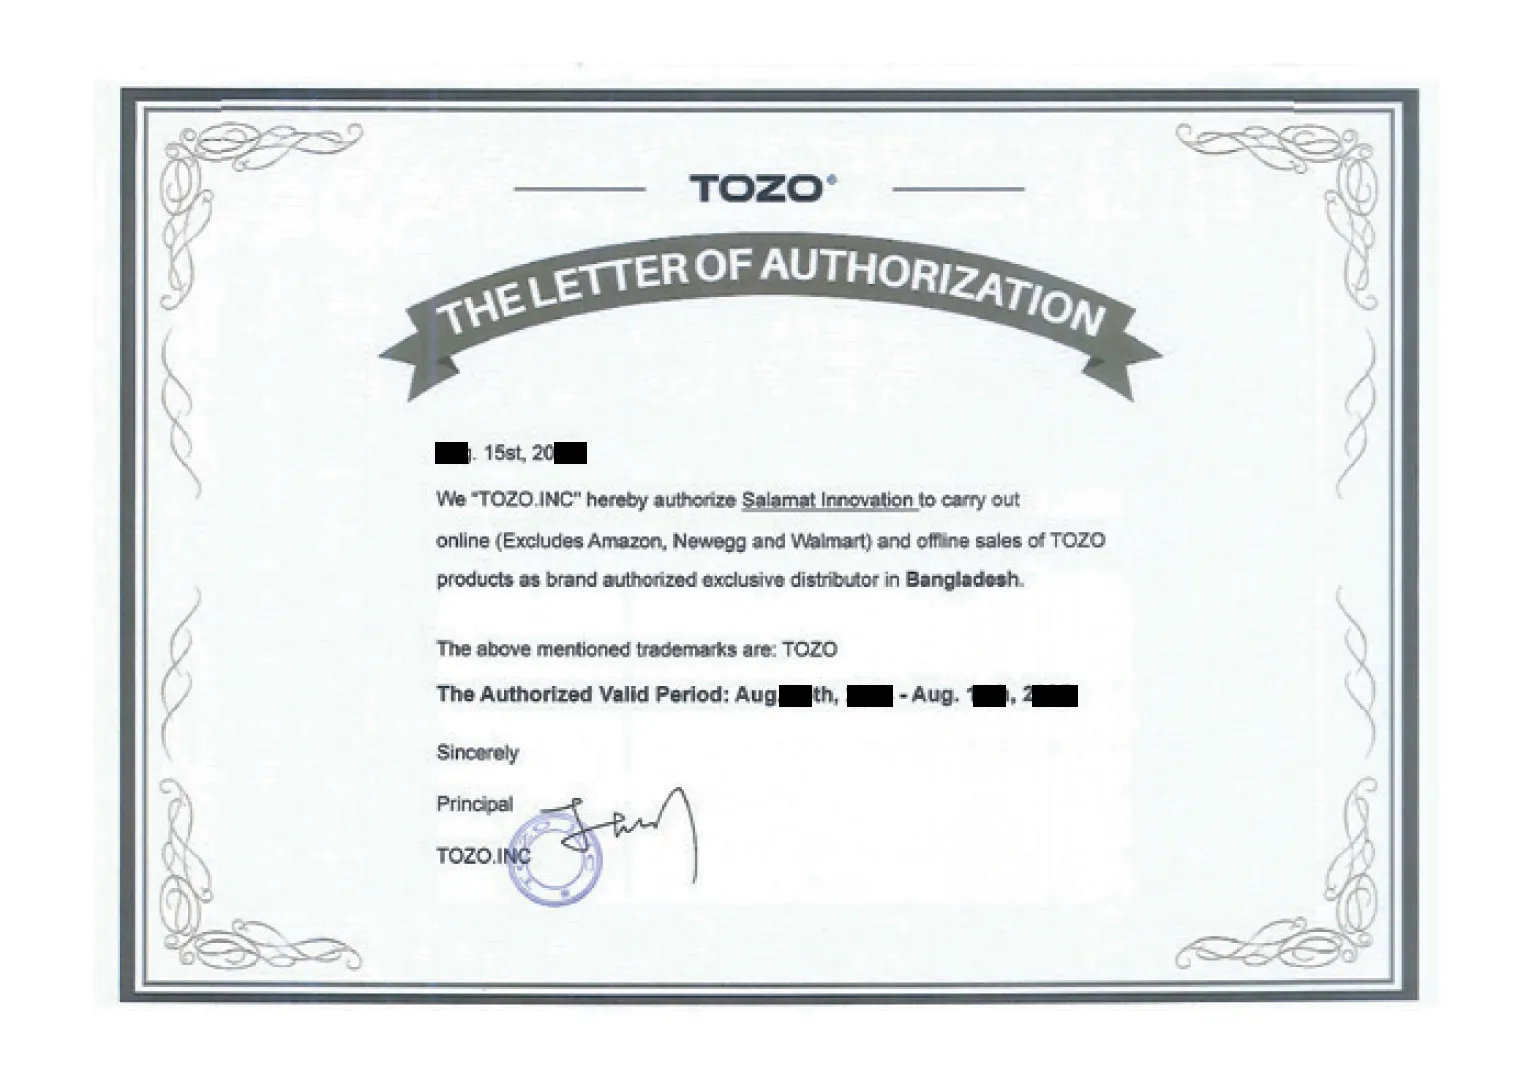 TOZO®
THE LETTER OF AUTHORIZATION
. 15st, 20
We "TOZO.INC" hereby authorize Salamat Innovation to carry out
online (Excludes Amazon, Newegg and Walmart) and offline sales of TOZO
products as brand authorized exclusive distributor in Bangladesh.
The above mentioned trademarks are: TOZO
The Authorized Valid Period: Aug. th, - Aug. , 2
Sincerely
Principal
TOZO.INC